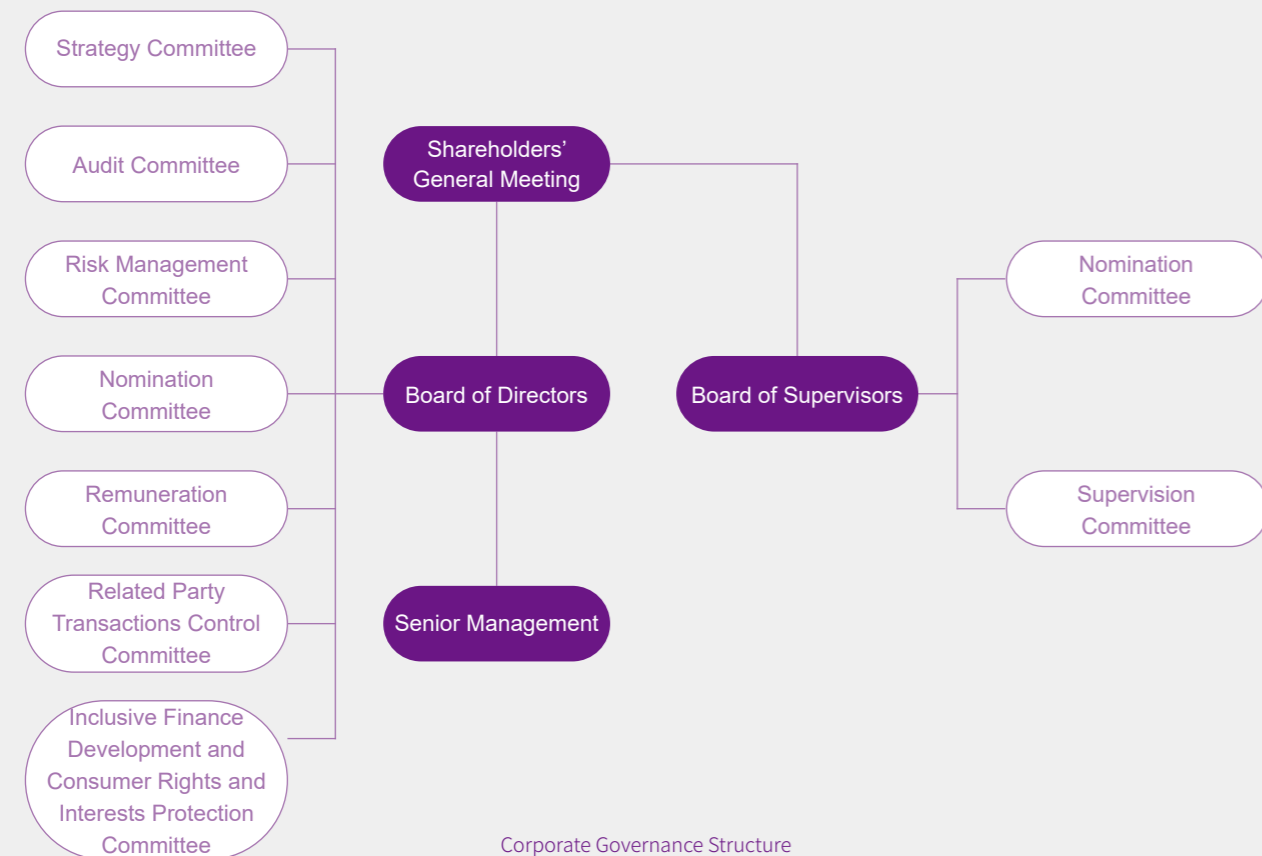 Strategy Committee
Audit Committee
Risk Management
Committee
Nomination
Committee
Remuneration
Committee
Related Party
Transactions Control
Committee
Inclusive Finance
Development and
Consumer Rights and
Interests Protection
Committee
Shareholders’
General Meeting
Board of Directors
Senior Management
Board of Supervisors
Nomination
Committee
Supervision
Committee
Corporate Governance Structure